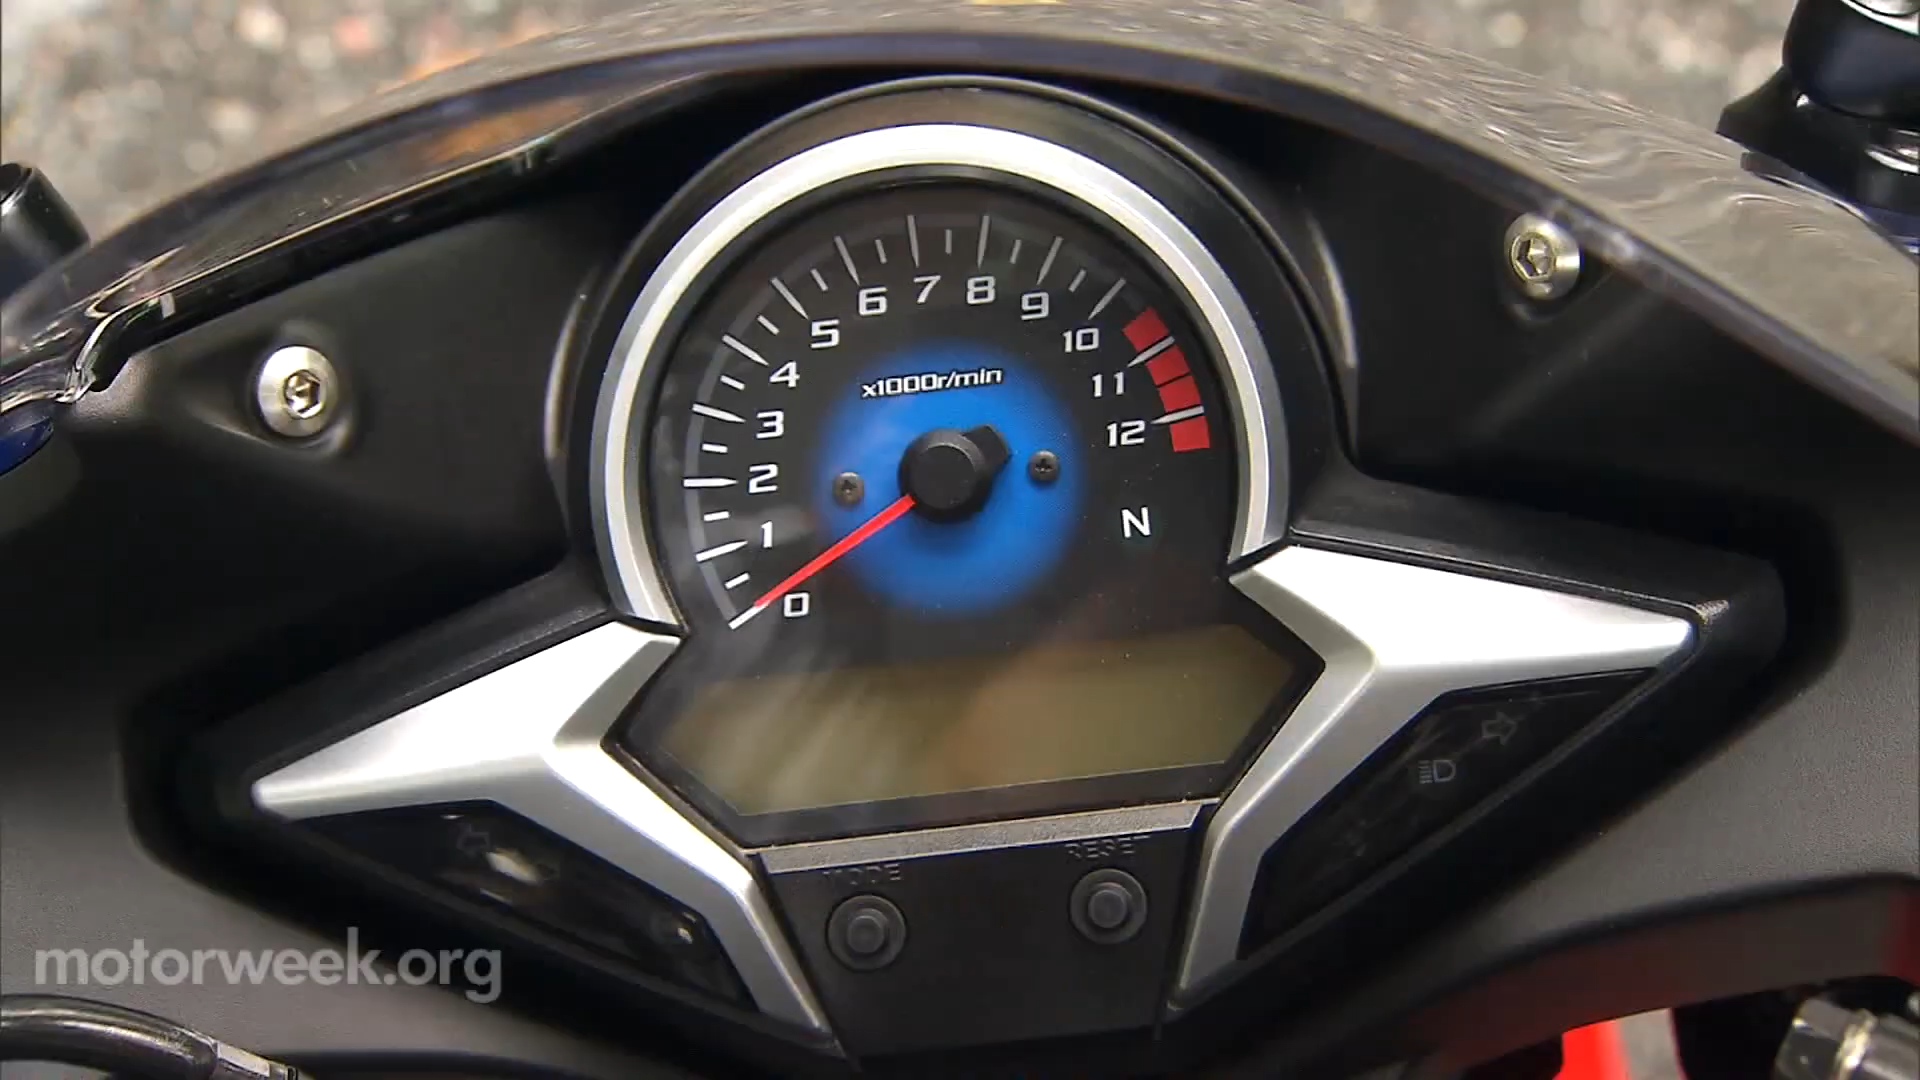 7 8
6 9
5 10
4 x1000r/min 11
3 12
2
1 N
0
RESET
MODE
motorweek.org